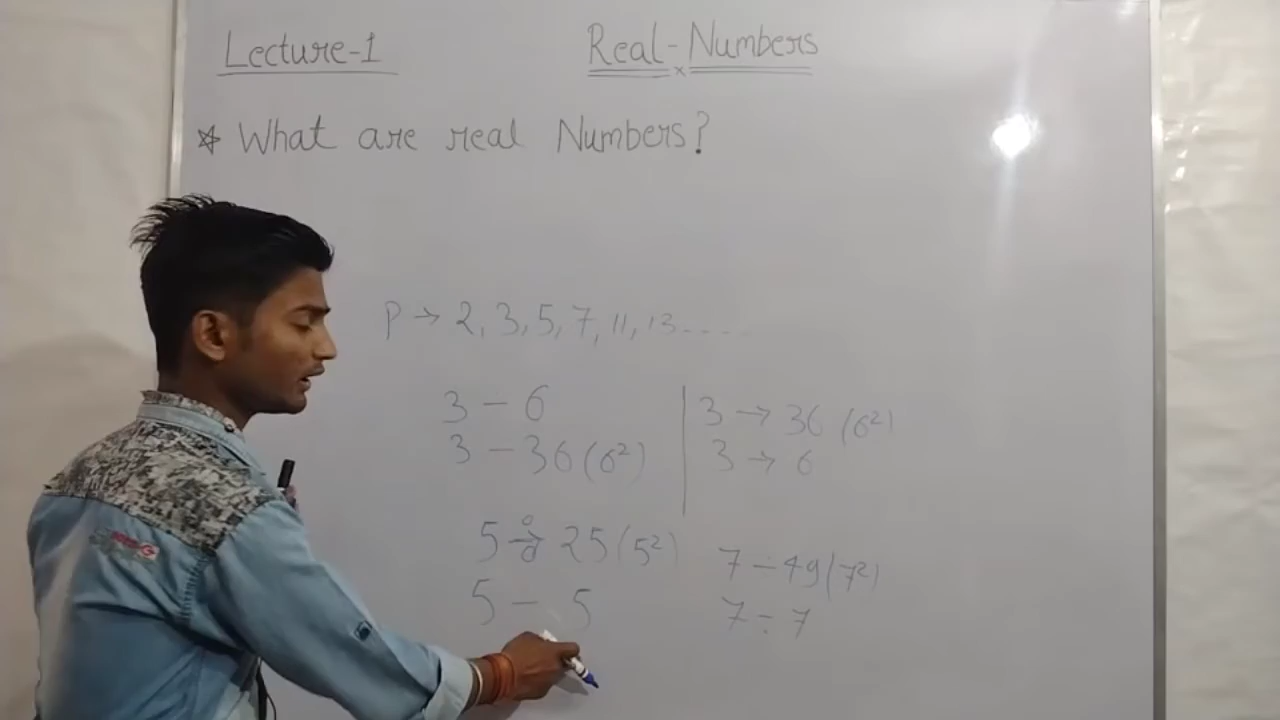 Lecture-1
Real-Numbers
What are real Numbers?
P → 2, 3, 5, 7, 11, 13....
3 - 6
3 - 36 (6²)
3 → 36 (6²)
3 → 6
5 → 25 (5²)
5 - 5
7 - 49 (7²)
7 ÷ 7